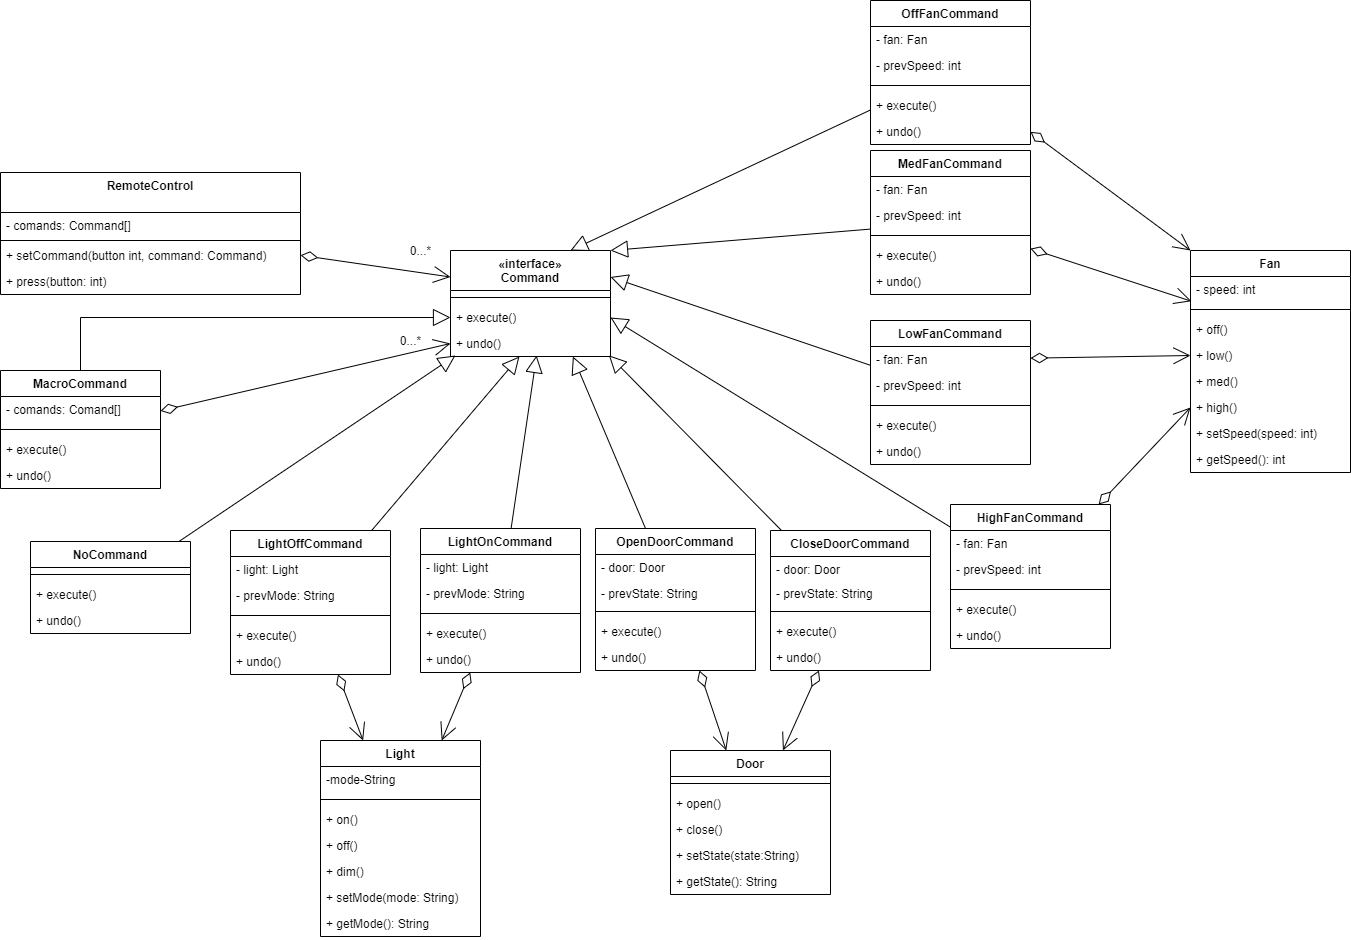 OffFanCommand
- fan: Fan
- prevSpeed: int
+ execute()
+ undo()
MedFanCommand
- fan: Fan
- prevSpeed: int
+ execute()
+ undo()
RemoteControl
- comands: Command[]
+ setCommand(button int, command: Command)
+ press(button: int)
0...*
«interface»
Command
+ execute()
+ undo()
Fan
- speed: int
+ off()
+ low()
+ med()
+ high()
+ setSpeed(speed: int)
+ getSpeed(): int
LowFanCommand
- fan: Fan
- prevSpeed: int
+ execute()
+ undo()
0...*
MacroCommand
- comands: Comand[]
+ execute()
+ undo()
HighFanCommand
- fan: Fan
- prevSpeed: int
+ execute()
+ undo()
NoCommand
+ execute()
+ undo()
LightOffCommand
- light: Light
- prevMode: String
+ execute()
+ undo()
LightOnCommand
- light: Light
- prevMode: String
+ execute()
+ undo()
OpenDoorCommand
- door: Door
- prevState: String
+ execute()
+ undo()
CloseDoorCommand
- door: Door
- prevState: String
+ execute()
+ undo()
Light
-mode-String
+ on()
+ off()
+ dim()
+ setMode(mode: String)
+ getMode(): String
Door
+ open()
+ close()
+ setState(state:String)
+ getState(): String